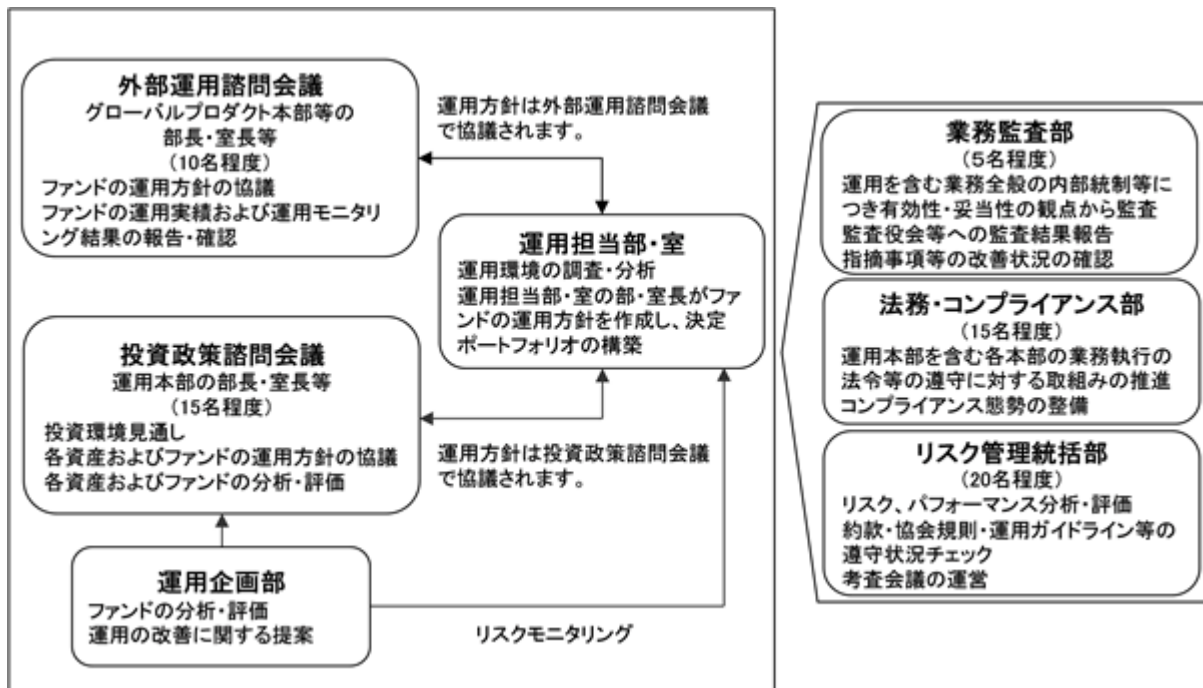 外部運用諮問会議
グローバルプロダクト本部等の
部長・室長等
(10名程度)
ファンドの運用方針の協議
ファンドの運用実績および運用モニタリ
ング結果の報告・確認
運用方針は外部運用諮問会議
で協議されます。
運用担当部・室
運用環境の調査・分析
運用担当部・室の部・室長がファ
ンドの運用方針を作成し、決定
ポートフォリオの構築
投資政策諮問会議
運用本部の部長・室長等
(15名程度)
投資環境見通し
各資産およびファンドの運用方針の協議
各資産およびファンドの分析・評価
運用方針は投資政策諮問会議
で協議されます。
運用企画部
ファンドの分析・評価
運用の改善に関する提案
リスクモニタリング
業務監査部
(5名程度)
運用を含む業務全般の内部統制等に
つき有効性・妥当性の観点から監査
監査役会等への監査結果報告
指摘事項等の改善状況の確認
法務・コンプライアンス部
(15名程度)
運用本部を含む各本部の業務執行の
法令等の遵守に対する取組みの推進
コンプライアンス態勢の整備
リスク管理統括部
(20名程度)
リスク、パフォーマンス分析・評価
約款・協会規則・運用ガイドライン等の
遵守状況チェック
考査会議の運営